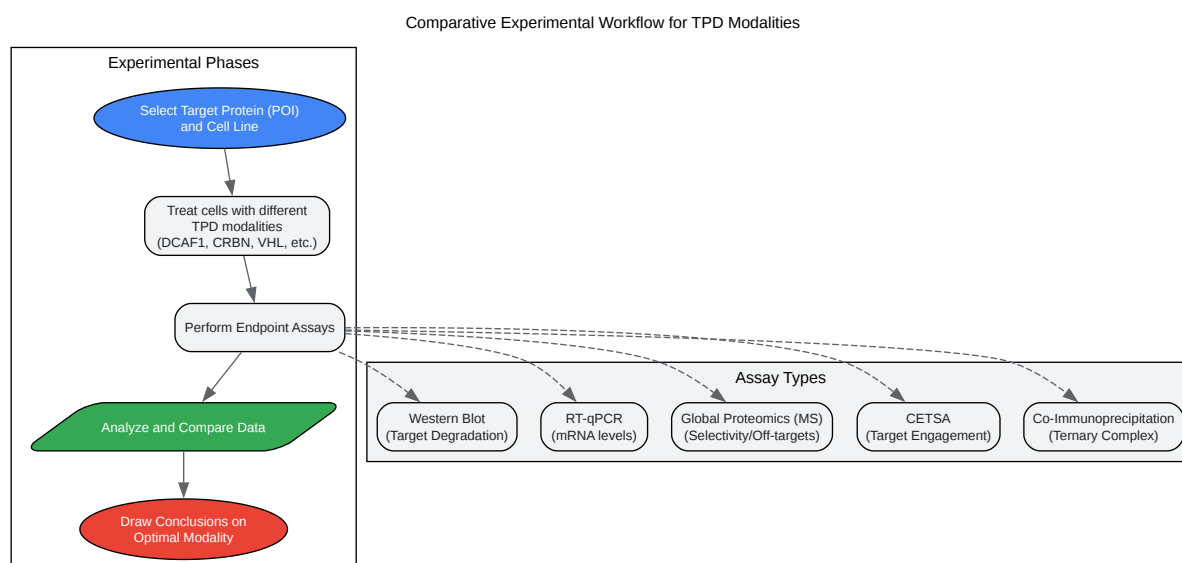 Comparative Experimental Workflow for TPD Modalities
Experimental Phases
Select Target Protein (POI)
and Cell Line
Treat cells with different
TPD modalities
(DCAF1, CRBN, VHL, etc.)
Perform Endpoint Assays
Assay Types
Western Blot
(Target Degradation)
RT-qPCR
(mRNA levels)
Global Proteomics (MS)
(Selectivity/Off-targets)
CETSA
(Target Engagement)
Co-Immunoprecipitation
(Ternary Complex)
Analyze and Compare Data
Draw Conclusions on
Optimal Modality